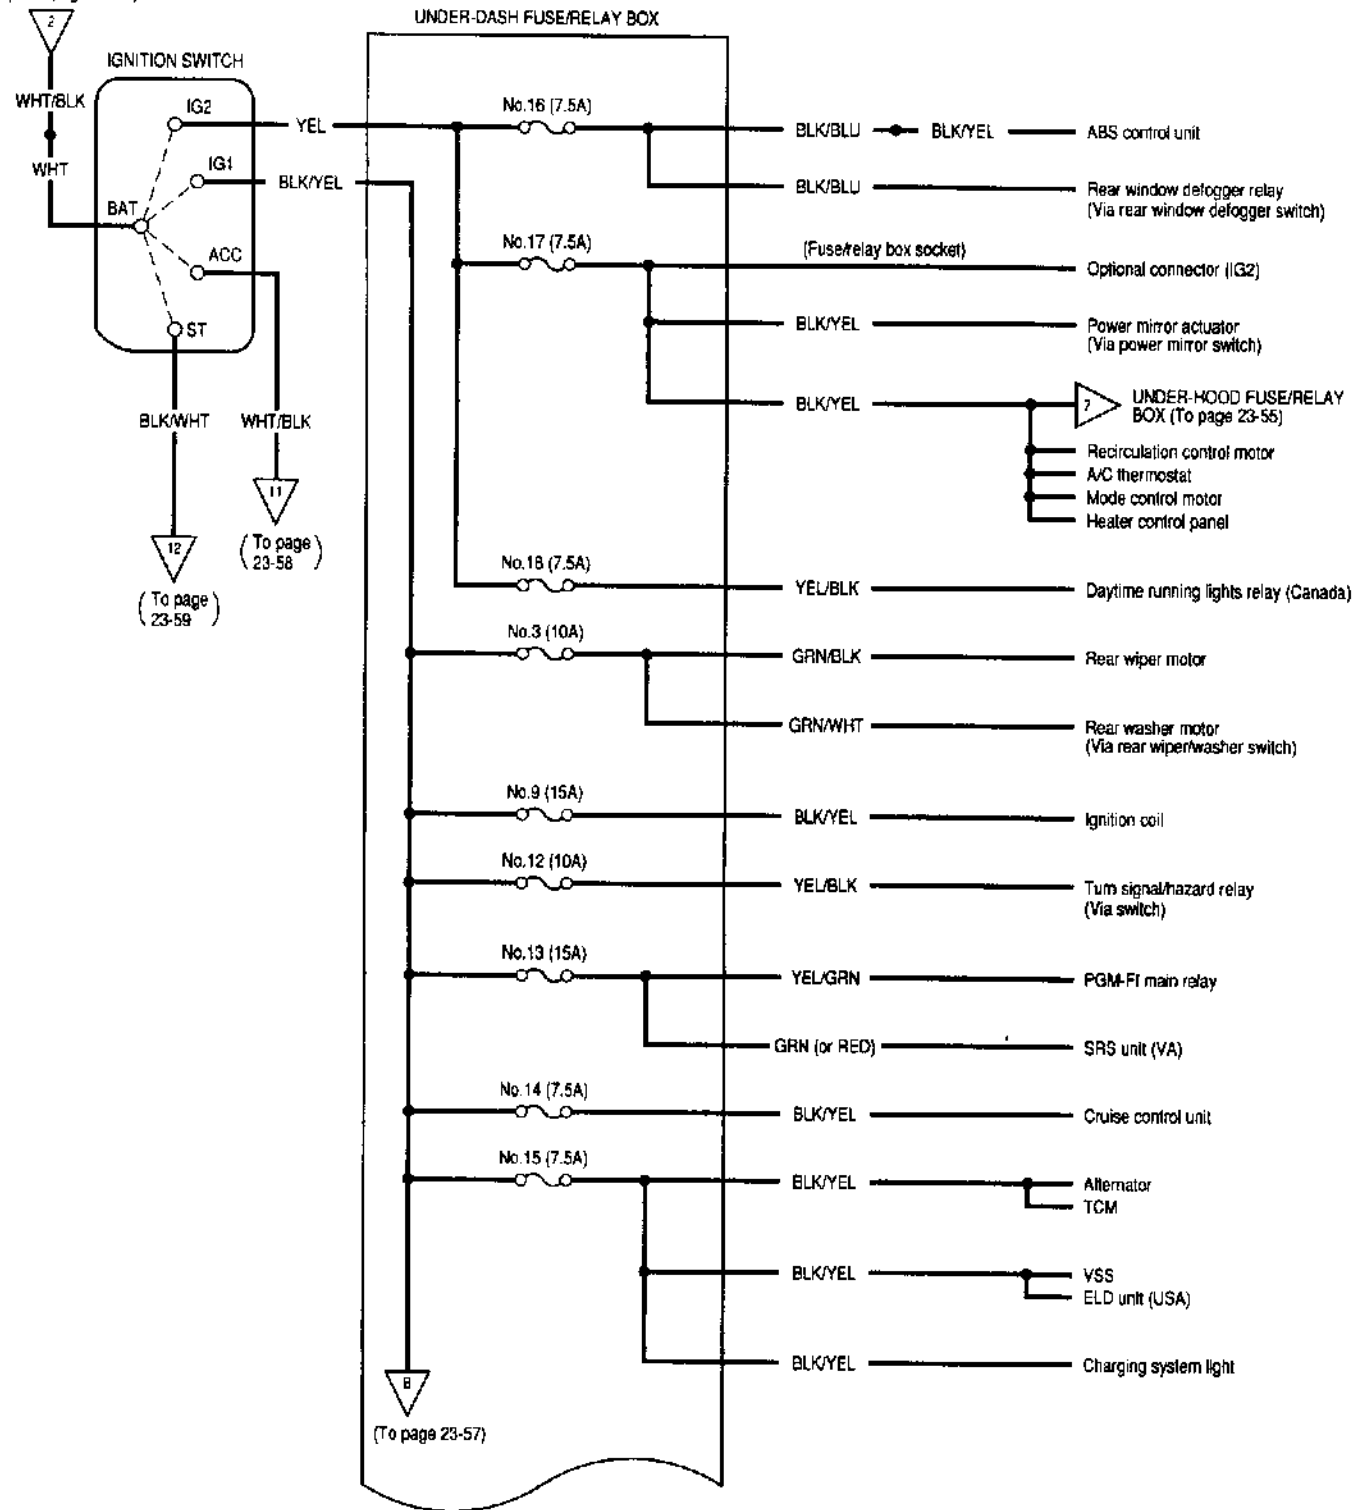 UNDER-DASH FUSE/RELAY BOX
2
IGNITION SWITCH
WHT/BLK
IG2
YEL
No.16 (7.5A)
BLK/BLU
BLK/YEL
ABS control unit
WHT
IG1
BLK/YEL
BLK/BLU
Rear window defogger relay
(Via rear window defogger switch)
BAT
ACC
No.17 (7.5A)
(Fuse/relay box socket)
Optional connector (IG2)
ST
BLK/YEL
Power mirror actuator
(Via power mirror switch)
BLK/WHT
WHT/BLK
BLK/YEL
7
UNDER-HOOD FUSE/RELAY
BOX (To page 23-55)
Recirculation control motor
A/C thermostat
Mode control motor
Heater control panel
11
(To page
23-58)
12
(To page
23-59)
No.18 (7.5A)
YEL/BLK
Daytime running lights relay (Canada)
No.3 (10A)
GRN/BLK
Rear wiper motor
GRN/WHT
Rear washer motor
(Via rear wiper/washer switch)
No.9 (15A)
BLK/YEL
Ignition coil
No.12 (10A)
YEL/BLK
Turn signal/hazard relay
(Via switch)
No.13 (15A)
YEL/GRN
PGM-FI main relay
GRN (or RED)
SRS unit (VA)
No.14 (7.5A)
BLK/YEL
Cruise control unit
No.15 (7.5A)
BLK/YEL
Alternator
TCM
BLK/YEL
VSS
ELD unit (USA)
BLK/YEL
Charging system light
8
(To page 23-57)